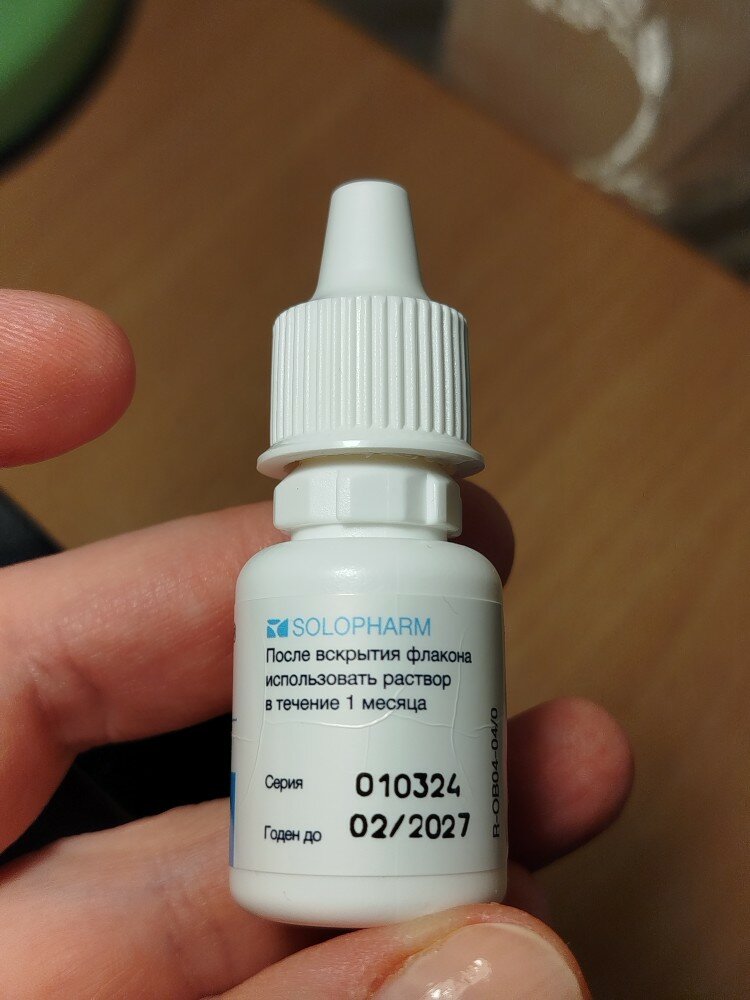 SOLOPHARM
После вскрытия флакона
использовать раствор
в течение 1 месяца
Серия 010324
Годен до 02/2027
R-OB04-04/0